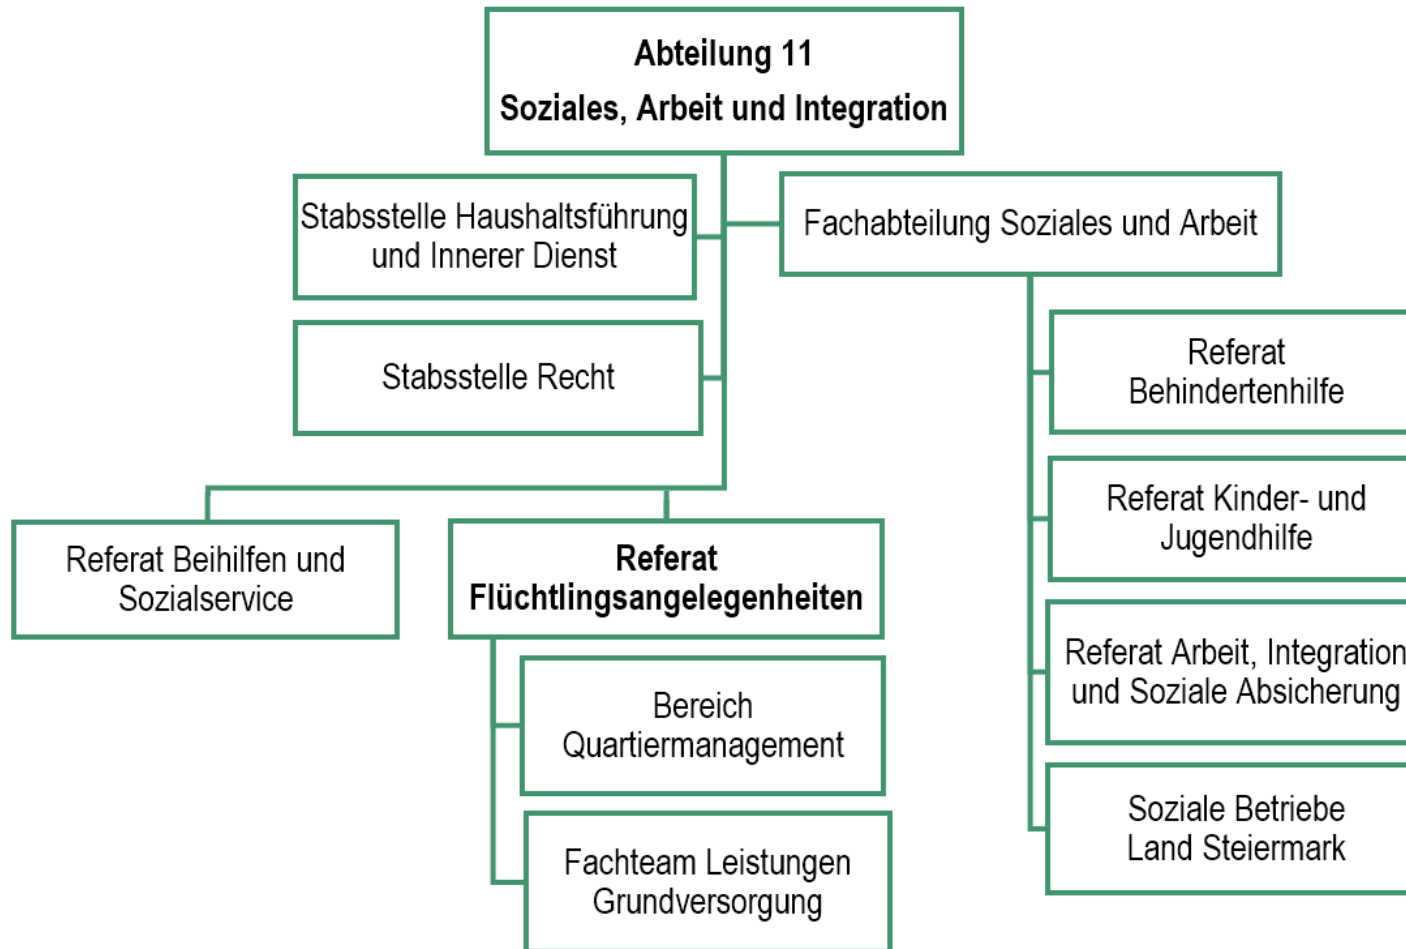 Abteilung 11
Soziales, Arbeit und Integration
Stabsstelle Haushaltsführung
und Innerer Dienst
Fachabteilung Soziales und Arbeit
Stabsstelle Recht
Referat
Behindertenhilfe
Referat Kinder- und
Jugendhilfe
Referat Beihilfen und
Sozialservice
Referat
Flüchtlingsangelegenheiten
Referat Arbeit, Integration
und Soziale Absicherung
Bereich
Quartiermanagement
Soziale Betriebe
Land Steiermark
Fachteam Leistungen
Grundversorgung